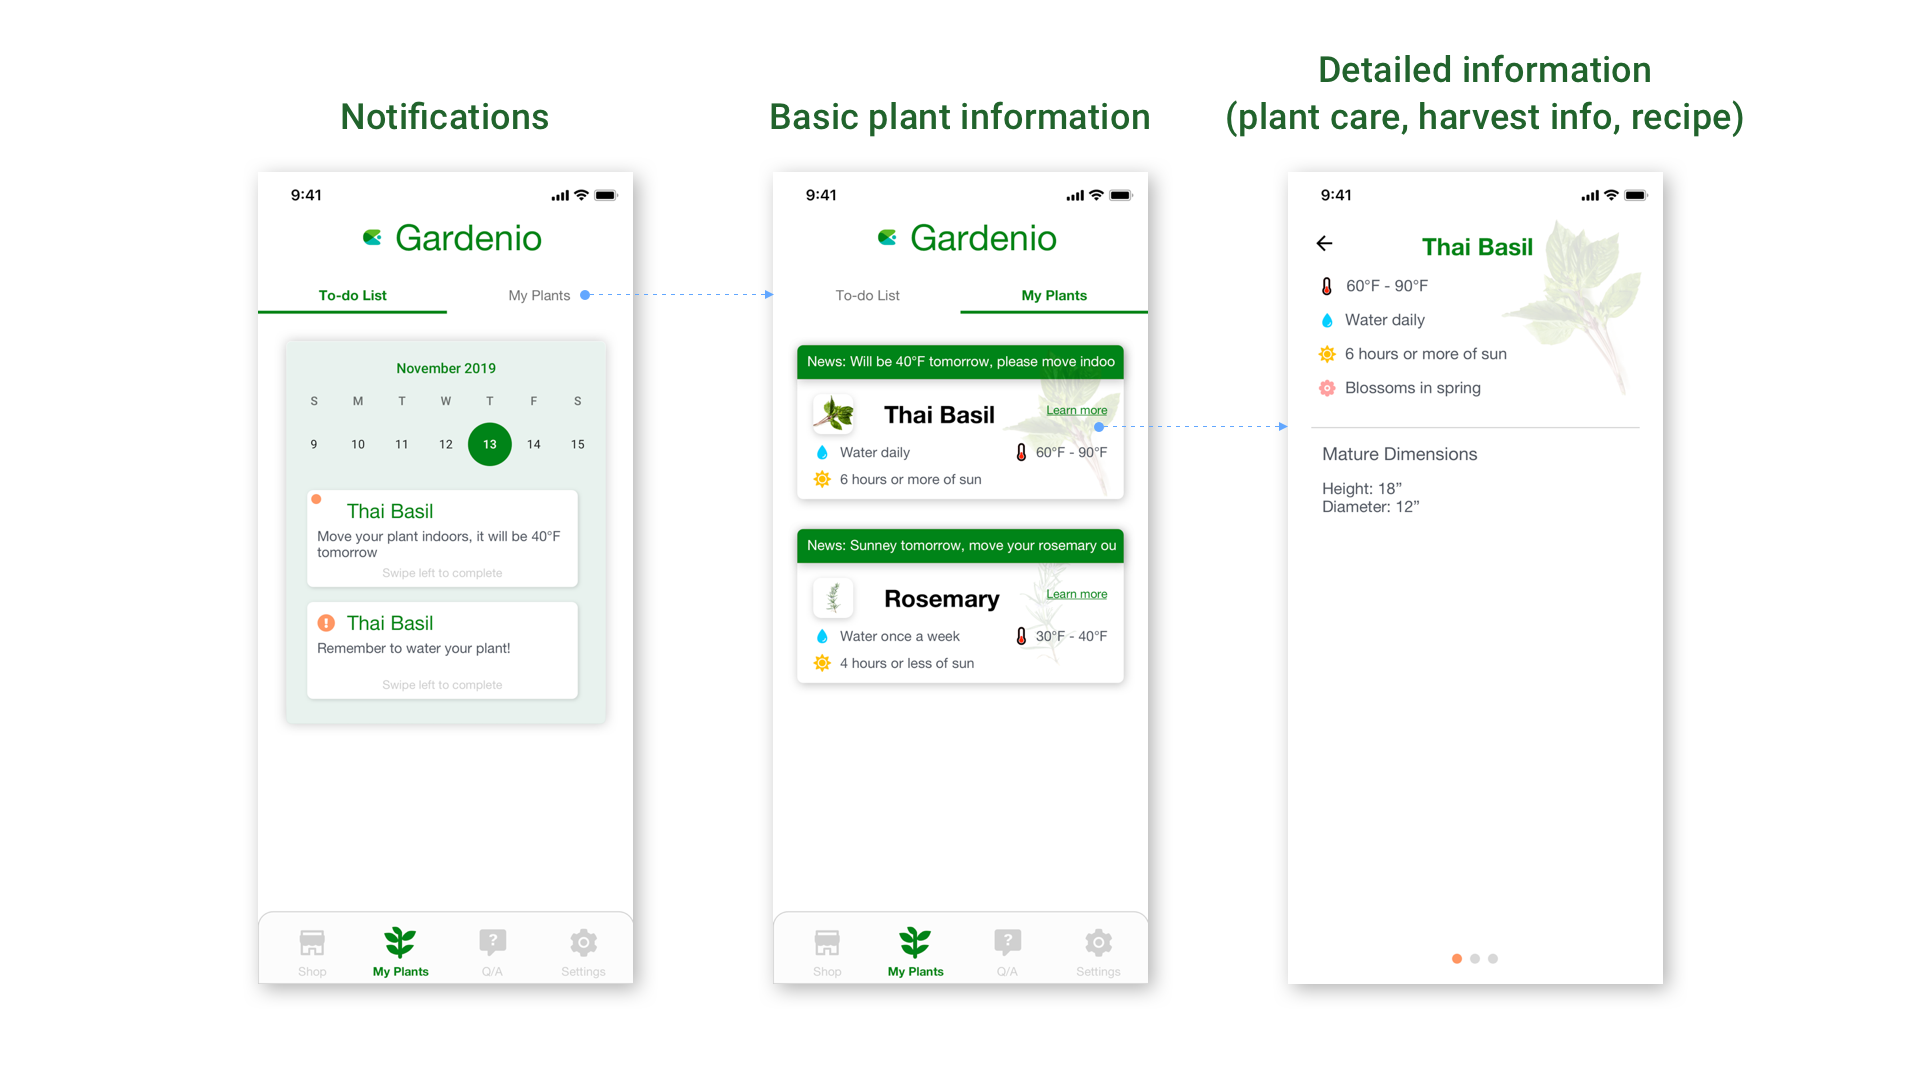 Notifications
Basic plant information
Detailed information
(plant care, harvest info, recipe)
9:41
Gardenio
To-do List
My Plants
November 2019
S M T W T F S
9 10 11 12 13 14 15
Thai Basil
Move your plant indoors, it will be 40°F
tomorrow
Swipe left to complete
Thai Basil
Remember to water your plant!
Swipe left to complete
Shop
My Plants
Q/A
Settings
9:41
Gardenio
To-do List
My Plants
News: Will be 40°F tomorrow, please move indoo
Thai Basil
Learn more
Water daily
60°F - 90°F
6 hours or more of sun
News: Sunney tomorrow, move your rosemary ou
Rosemary
Learn more
Water once a week
30°F - 40°F
4 hours or less of sun
Shop
My Plants
Q/A
Settings
9:41
Thai Basil
60°F - 90°F
Water daily
6 hours or more of sun
Blossoms in spring
Mature Dimensions
Height: 18”
Diameter: 12”